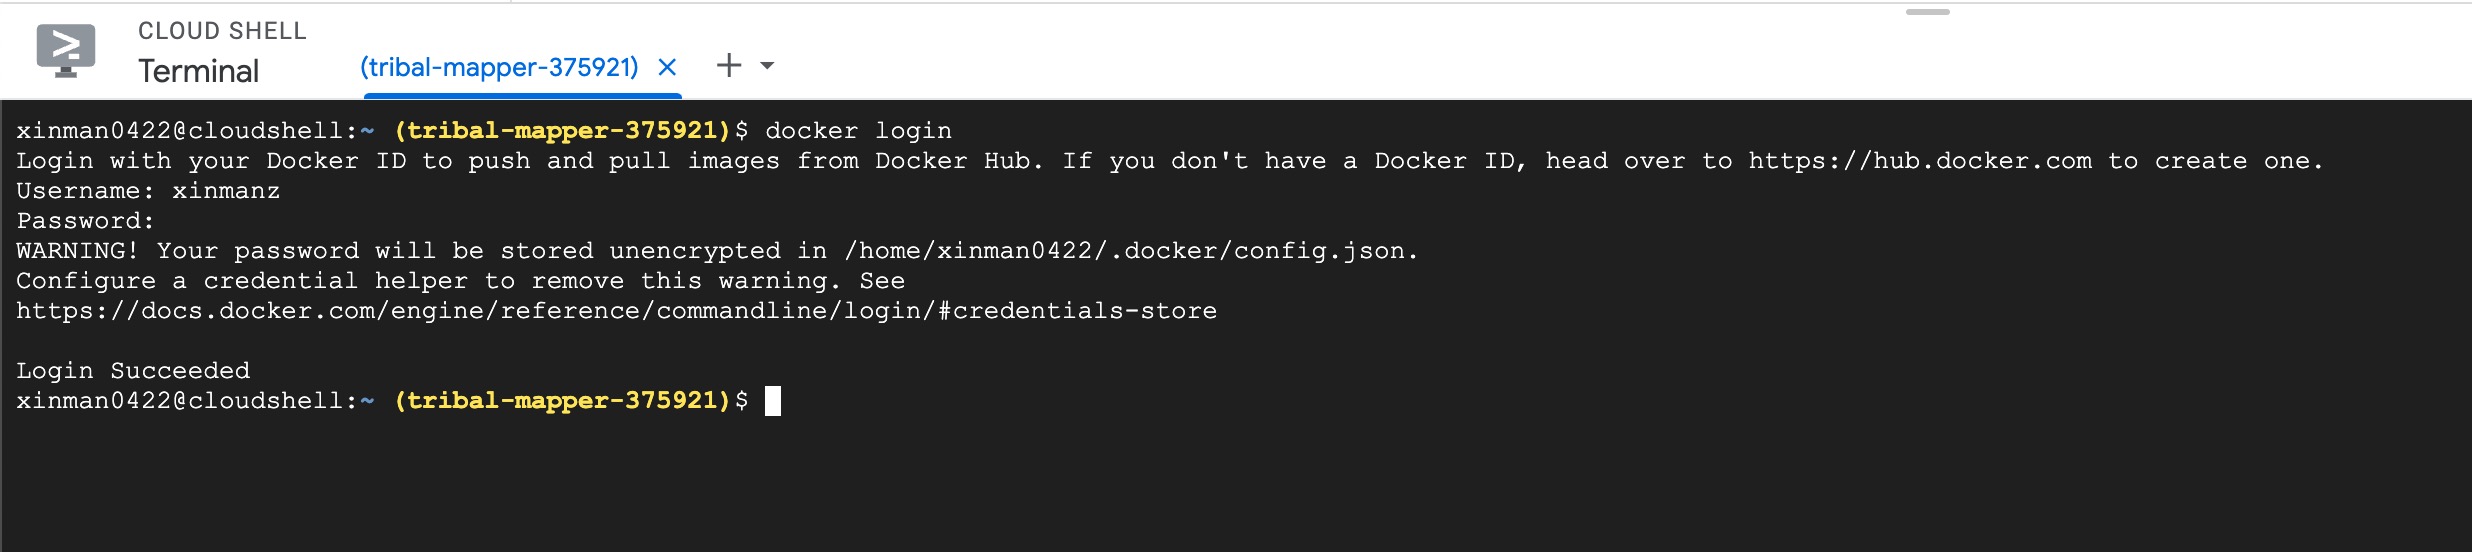 CLOUD SHELL
Terminal
(tribal-mapper-375921)
xinman0422@cloudshell:~ (tribal-mapper-375921)$ docker login
Login with your Docker ID to push and pull images from Docker Hub. If you don't have a Docker ID, head over to https://hub.docker.com to create one.
Username: xinmanz
Password:
WARNING! Your password will be stored unencrypted in /home/xinman0422/.docker/config.json.
Configure a credential helper to remove this warning. See
https://docs.docker.com/engine/reference/commandline/login/#credentials-store
Login Succeeded
xinman0422@cloudshell:~ (tribal-mapper-375921)$